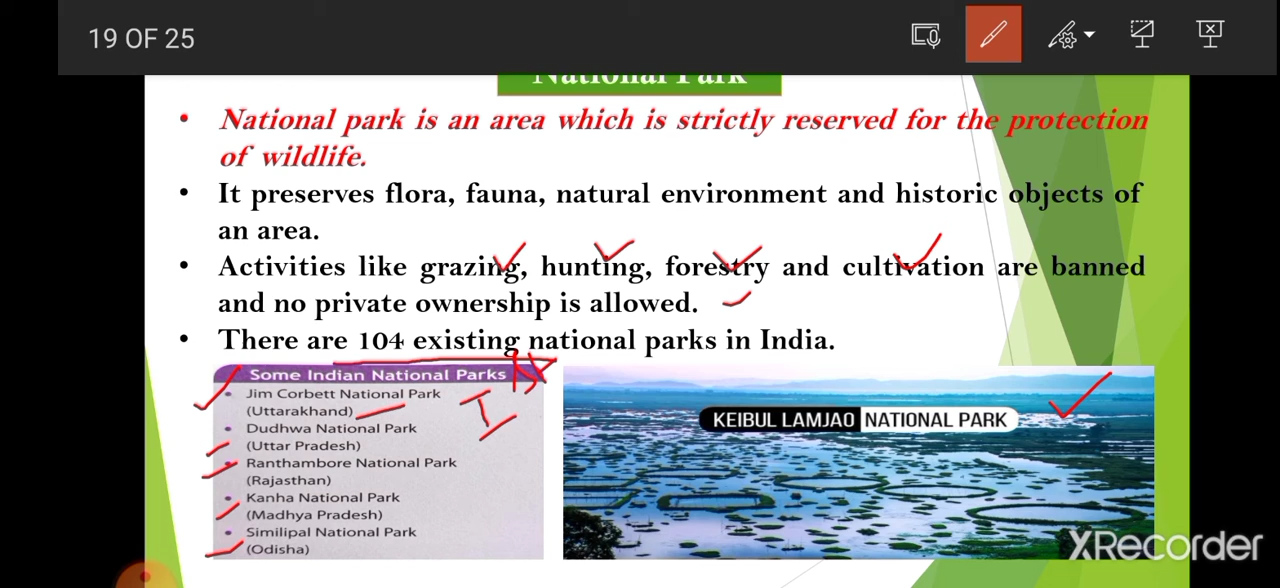 19 OF 25
National Park
• National park is an area which is strictly reserved for the protection
of wildlife.
• It preserves flora, fauna, natural environment and historic objects of
an area.
• Activities like grazing, hunting, forestry and cultivation are banned
and no private ownership is allowed.
• There are 104 existing national parks in India.
Some Indian National Parks
• Jim Corbett National Park
(Uttarakhand)
• Dudhwa National Park
(Uttar Pradesh)
• Ranthambore National Park
(Rajasthan)
• Kanha National Park
(Madhya Pradesh)
• Similipal National Park
(Odisha)
KEIBUL LAMJAO NATIONAL PARK
XRecorder